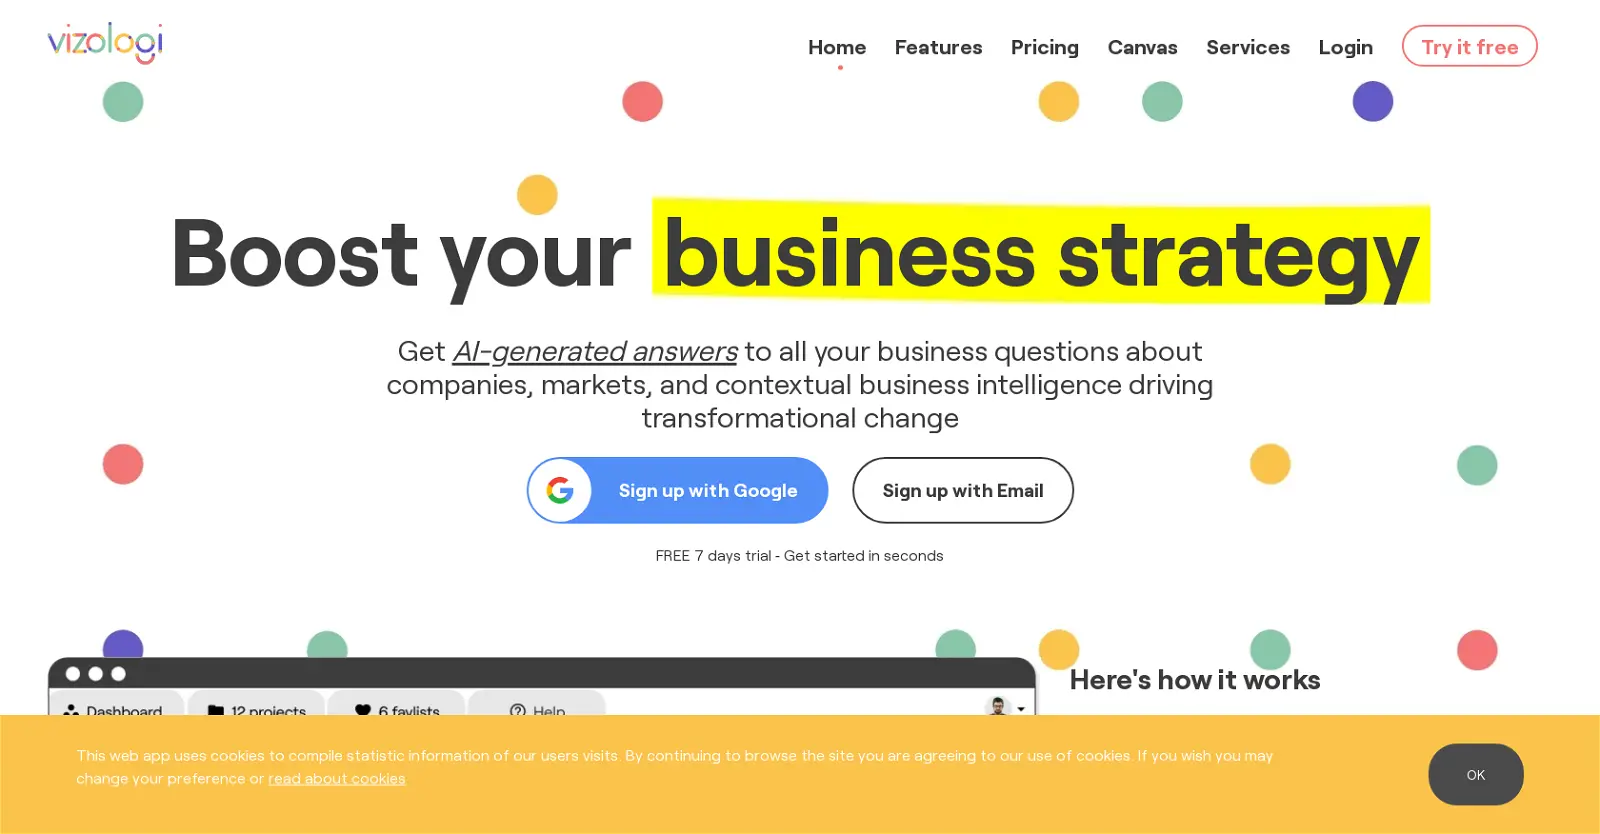 vizologi
Home
Features
Pricing
Canvas
Services
Login
Try it free
Boost your business strategy
Get AI-generated answers to all your business questions about
companies, markets, and contextual business intelligence driving
transformational change
Sign up with Google
Sign up with Email
FREE 7 days trial - Get started in seconds
Here's how it works
Dashboard
12 projects
6 favlists
Help
This web app uses cookies to compile statistic information of our users visits. By continuing to browse the site you are agreeing to our use of cookies. If you wish you may
change your preference or read about cookies
OK